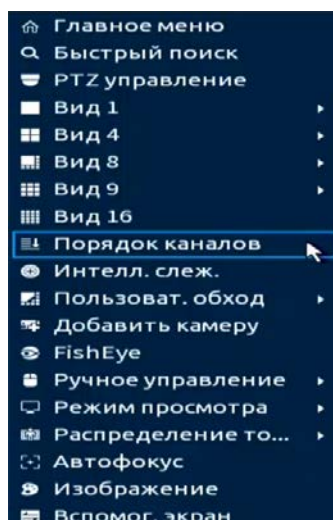 Главное меню
Быстрый поиск
PTZ управление
Вид 1
Вид 4
Вид 8
Вид 9
Вид 16
Порядок каналов
Интелл. слеж.
Пользоват. обход
Добавить камеру
FishEye
Ручное управление
Режим просмотра
Распределение то...
Автофокус
Изображение
Вспомог. экран